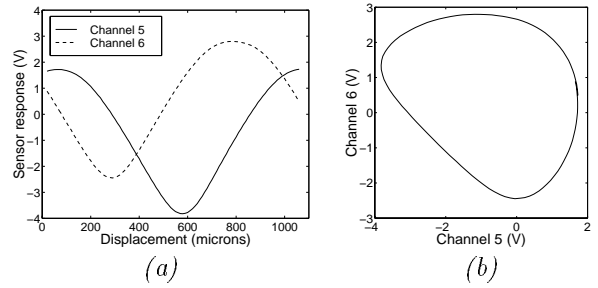 Channel 5
Channel 6
4
3
2
1
0
−1
−2
−3
−4
Sensor response (V)
0 200 400 600 800 1000
Displacement (microns)
(a)
3
2
1
0
−1
−2
−3
Channel 6 (V)
−4 −2 0 2
Channel 5 (V)
(b)